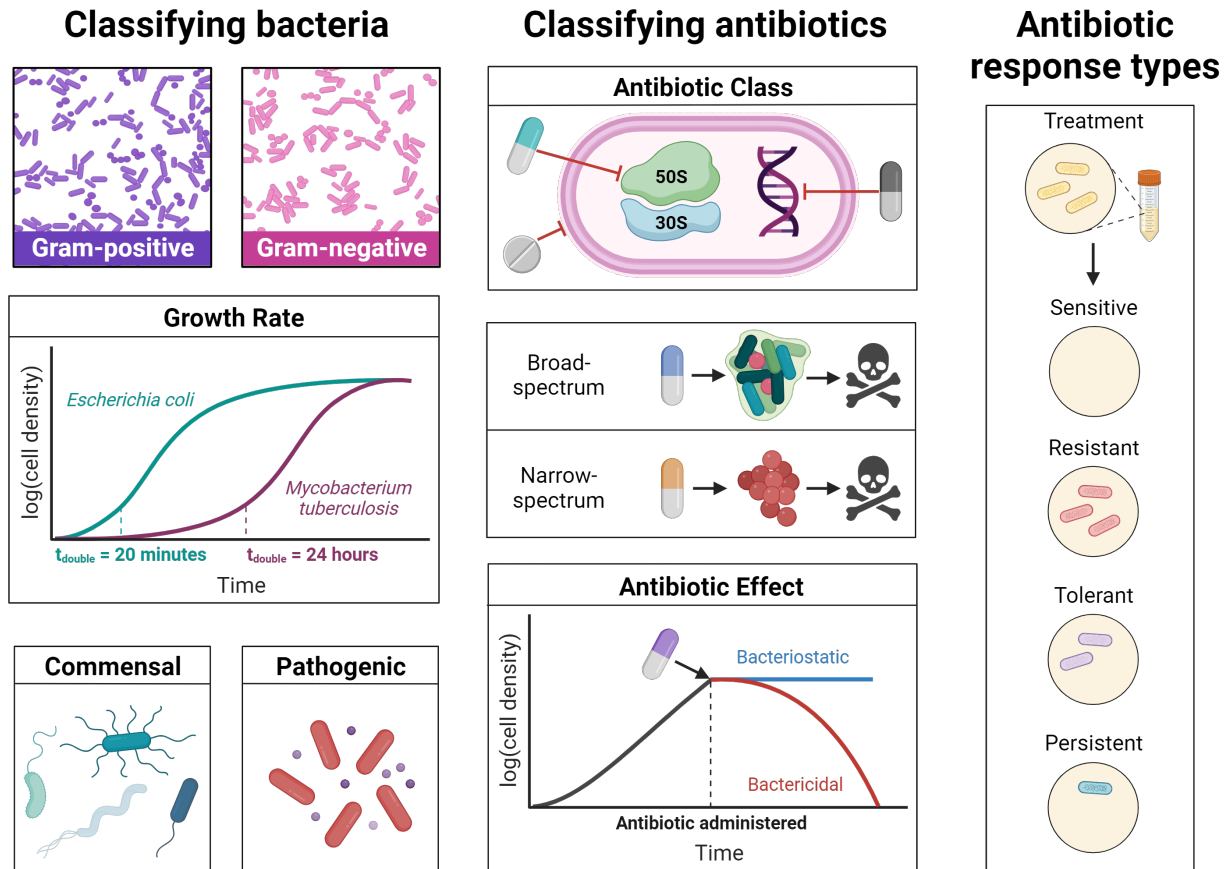 Classifying bacteria
Gram-positive
Gram-negative
Growth Rate
log(cell density)
Escherichia coli
Mycobacterium
tuberculosis
t_double = 20 minutes
t_double = 24 hours
Time
Commensal
Pathogenic
Classifying antibiotics
Antibiotic Class
50S
30S
Broad-
spectrum
Narrow-
spectrum
Antibiotic Effect
log(cell density)
Bacteriostatic
Bactericidal
Antibiotic administered
Time
Antibiotic
response types
Treatment
Sensitive
Resistant
Tolerant
Persistent